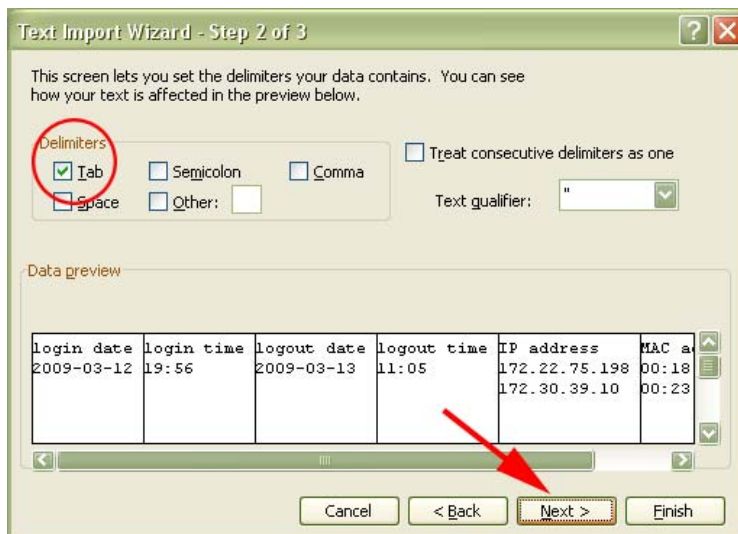 Text Import Wizard - Step 2 of 3
This screen lets you set the delimiters your data contains. You can see
how your text is affected in the preview below.
Delimiters
Tab Semicolon Comma
Space Other:
Treat consecutive delimiters as one
Text qualifier: "
Data preview
login date login time logout date logout time IP address MAC
2009-03-12 19:56 2009-03-13 11:05 172.22.75.198 00:18
172.30.39.10 00:23
Cancel < Back Next > Finish